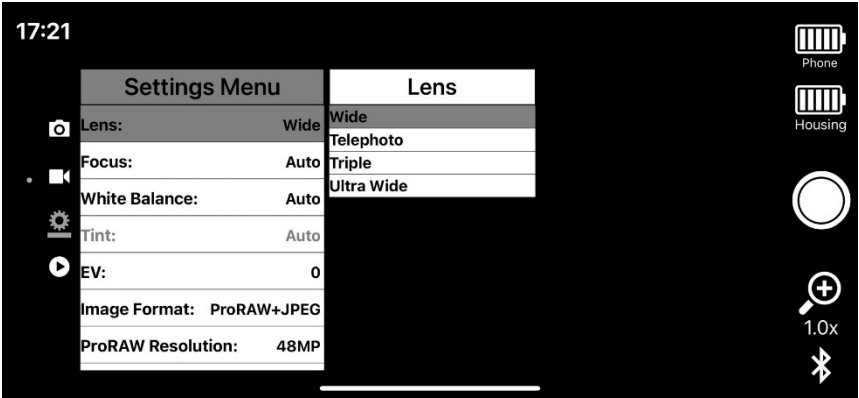 17:21
Phone
Housing
Settings Menu
Lens: Wide
Focus: Auto
White Balance: Auto
Tint: Auto
EV: 0
Image Format: ProRAW+JPEG
ProRAW Resolution: 48MP
Lens
Wide
Telephoto
Triple
Ultra Wide
1.0x